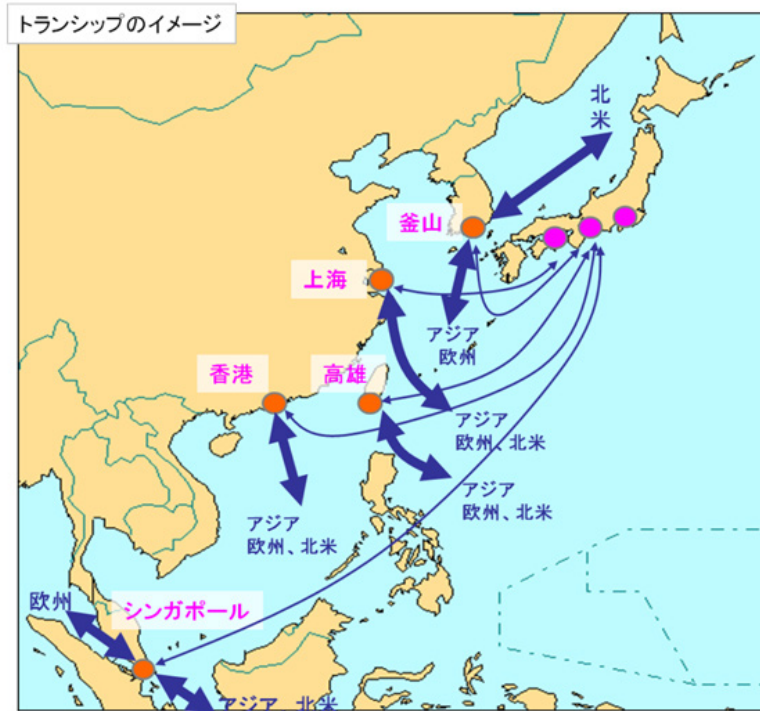 トランシップのイメージ
北
米
釜山
上海
アジア
欧州
香港
高雄
アジア
欧州、北米
アジア
欧州、北米
アジア
欧州、北米
欧州
シンガポール
アジア、北米